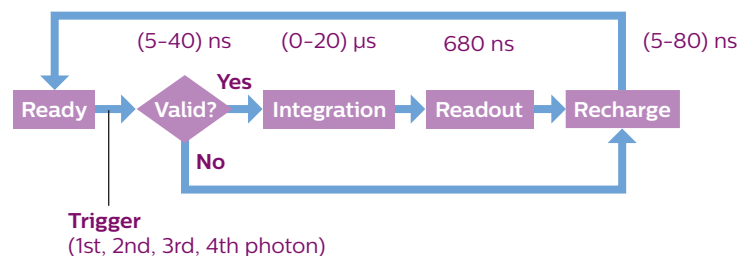 (5-40) ns (0-20) μs 680 ns (5-80) ns
Yes
Ready Valid? Integration Readout Recharge
No
Trigger
(1st, 2nd, 3rd, 4th photon)